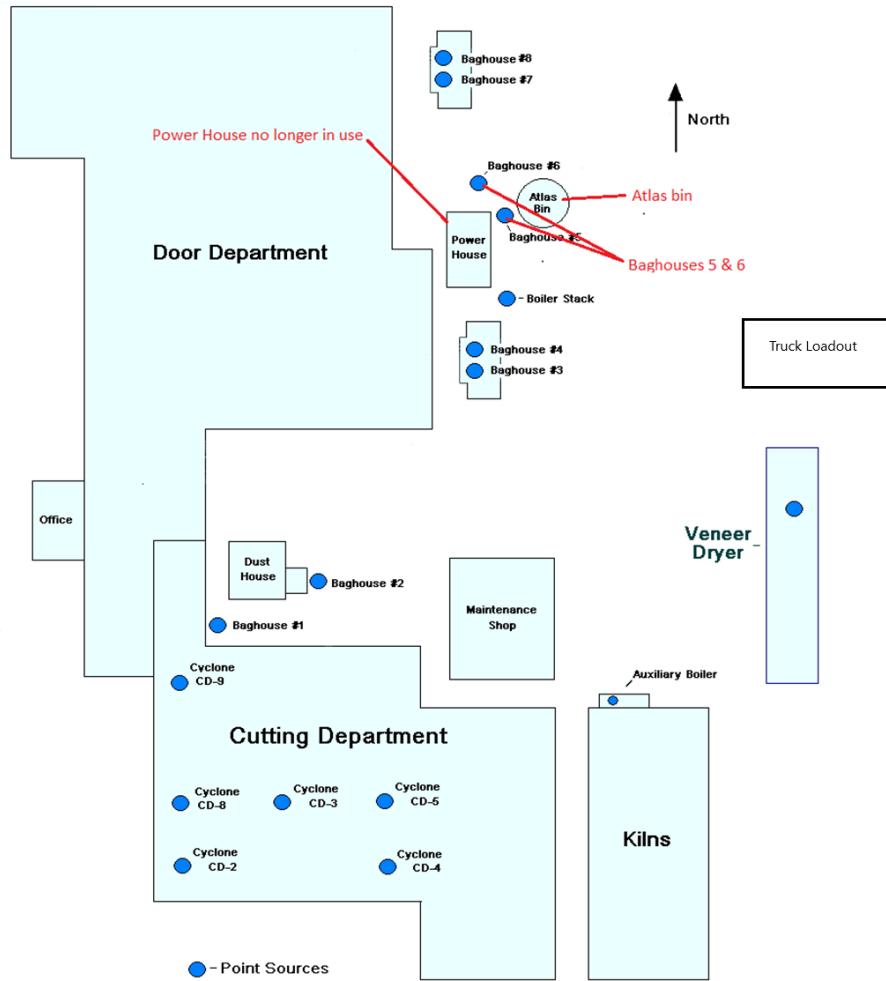 Baghouse #8
Baghouse #7
North
Power House no longer in use
Baghouse #6
Atlas
Bin
Atlas bin
Power
House
Baghouse #5
Door Department
Baghouses 5 & 6
- Boiler Stack
Baghouse #4
Baghouse #3
Truck Loadout
Office
Veneer
Dryer
Dust
House
Baghouse #2
Maintenance
Shop
Baghouse #1
Cyclone
CD-9
Auxiliary Boiler
Cutting Department
Cyclone
CD-8
Cyclone
CD-3
Cyclone
CD-5
Kilns
Cyclone
CD-2
Cyclone
CD-4
- Point Sources